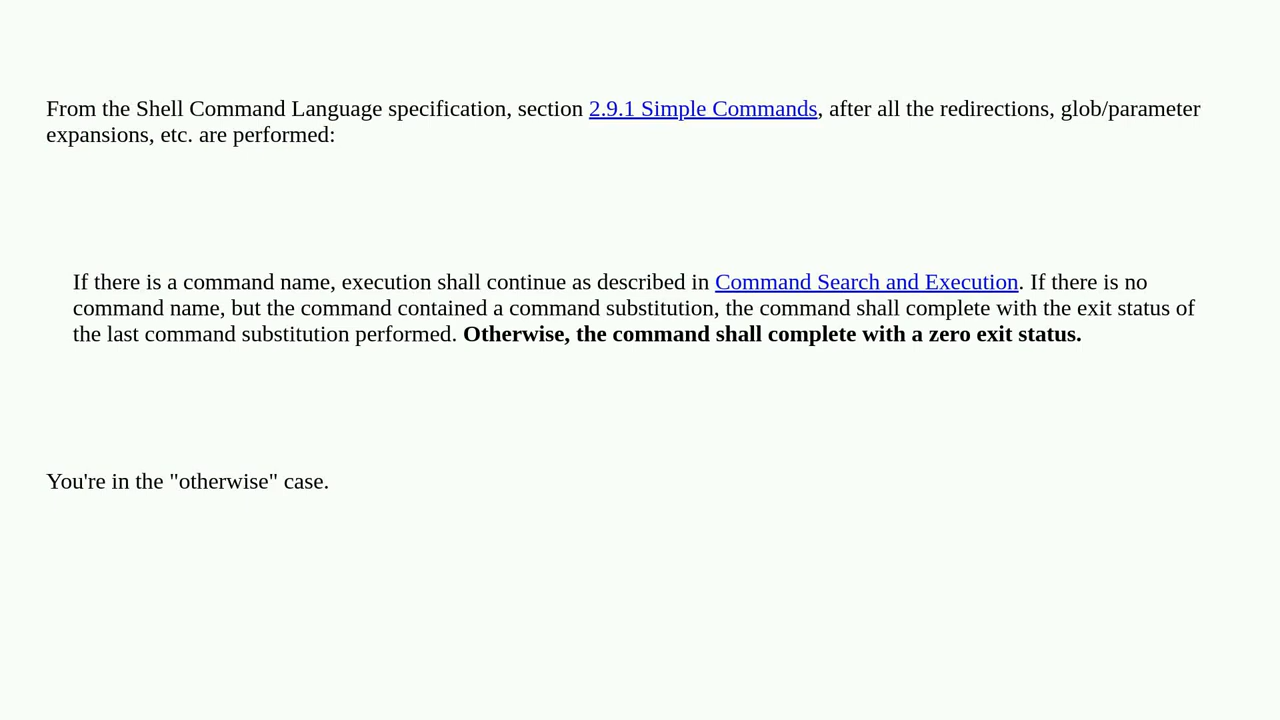 From the Shell Command Language specification, section 2.9.1 Simple Commands, after all the redirections, glob/parameter
expansions, etc. are performed:
If there is a command name, execution shall continue as described in Command Search and Execution. If there is no
command name, but the command contained a command substitution, the command shall complete with the exit status of
the last command substitution performed. Otherwise, the command shall complete with a zero exit status.
You're in the "otherwise" case.